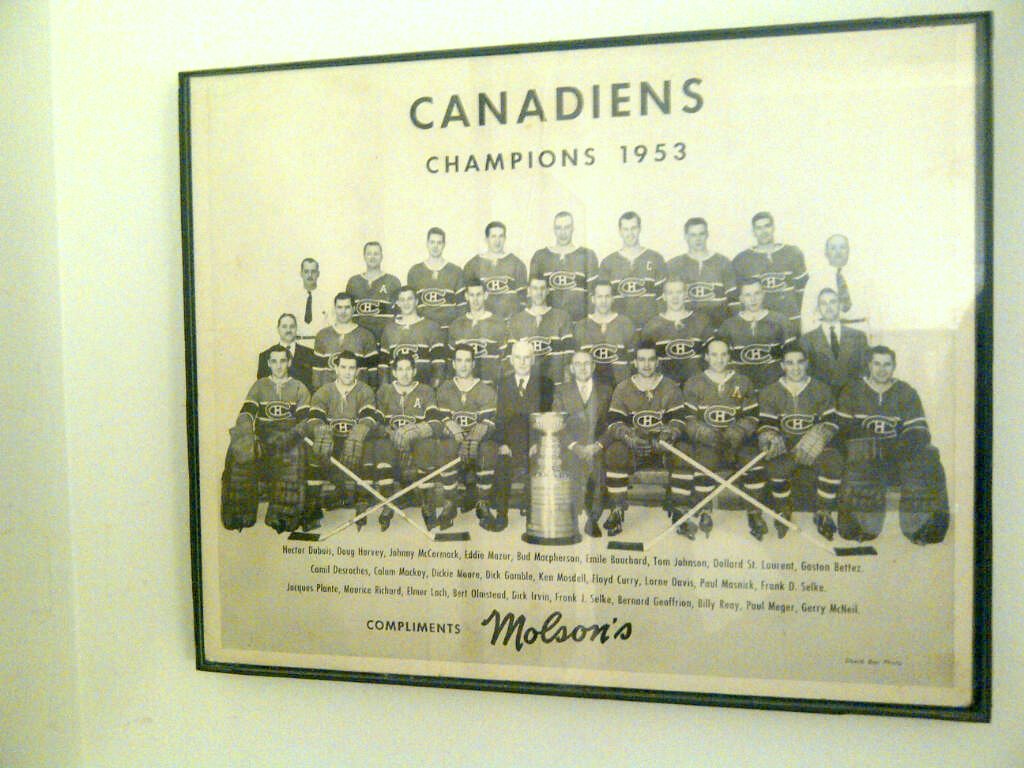 CANADIENS
CHAMPIONS 1953
Hector Dubois, Doug Harvey, Johnny McCormack, Eddie Mazur, Bud Macpherson, Emile Bouchard, Tom Johnson, Dollard St. Laurent, Gaston Bettez.
Camil Desroches, Calum Mackay, Dickie Moore, Dick Gamble, Ken Mosdell, Floyd Curry, Lorne Davis, Paul Masnick, Frank D. Selke.
Jacques Plante, Maurice Richard, Elmer Lach, Bert Olmstead, Dick Irvin, Frank J. Selke, Bernard Geoffrion, Billy Reay, Paul Meger, Gerry McNeil.
COMPLIMENTS Molson's
Photo